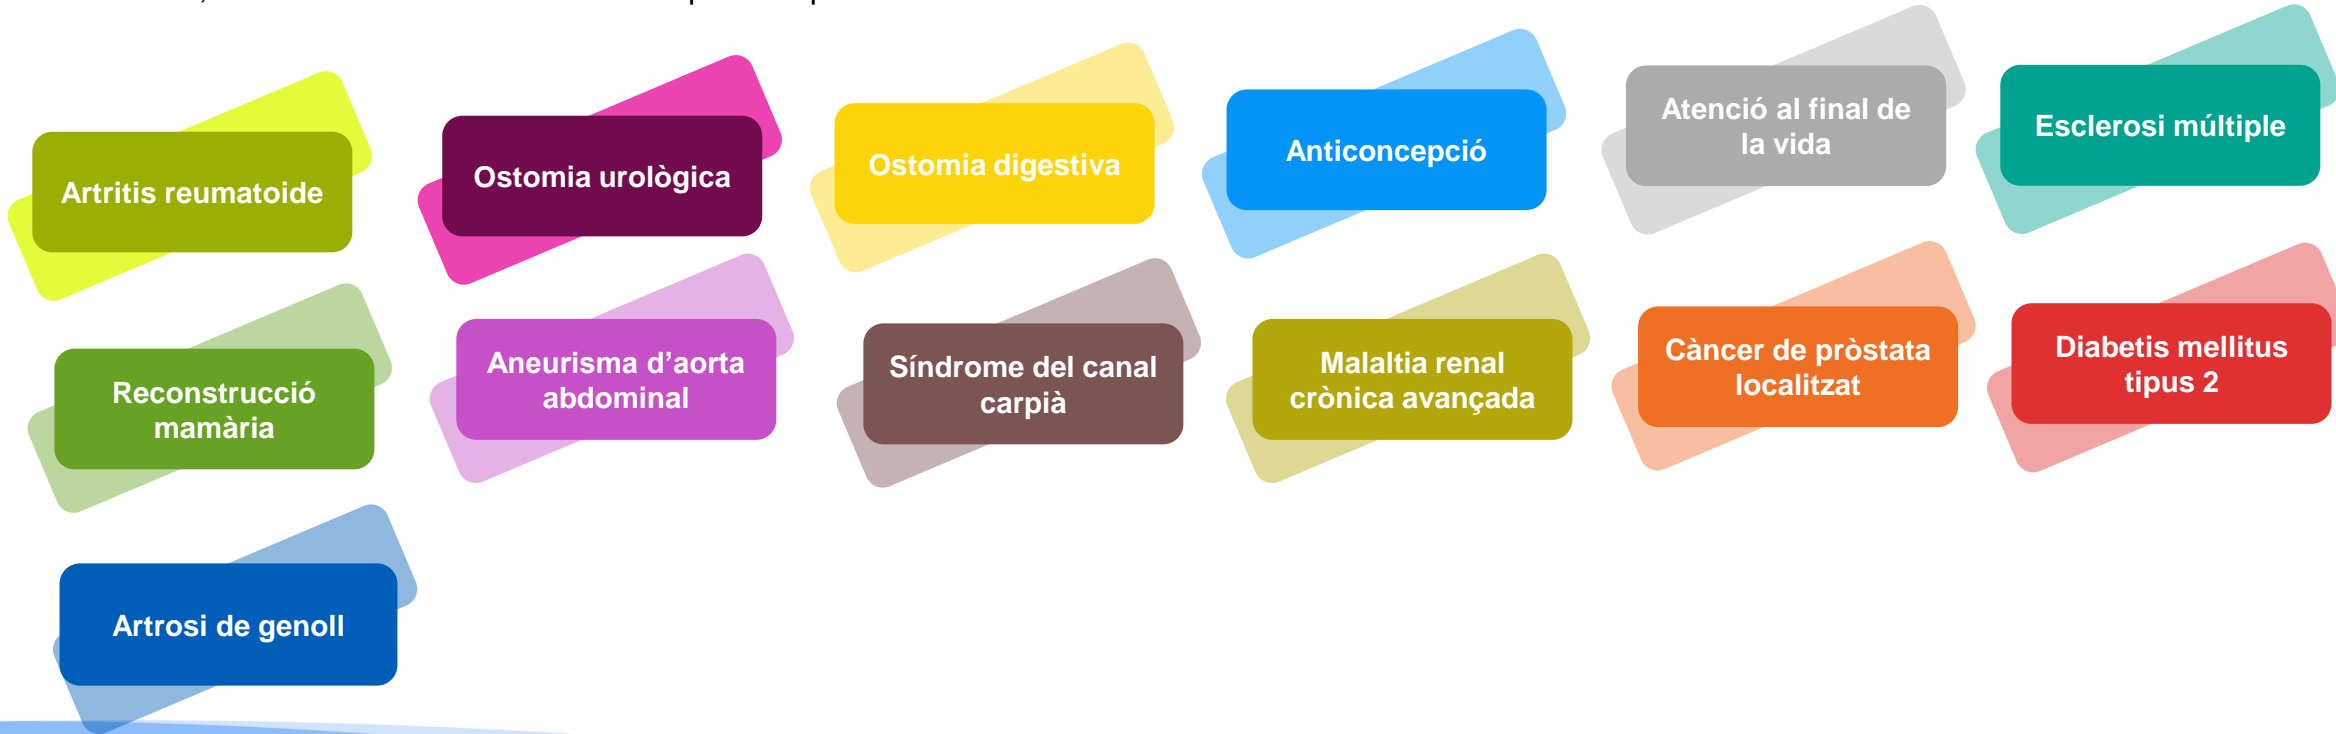 Artritis reumatoide
Ostomia urològica
Ostomia digestiva
Anticoncepció
Atenció al final de
la vida
Esclerosi múltiple
Reconstrucció
mamària
Aneurisma d’aorta
abdominal
Síndrome del canal
carpià
Malaltia renal
crònica avançada
Càncer de pròstata
localitzat
Diabetis mellitus
tipus 2
Artrosi de genoll